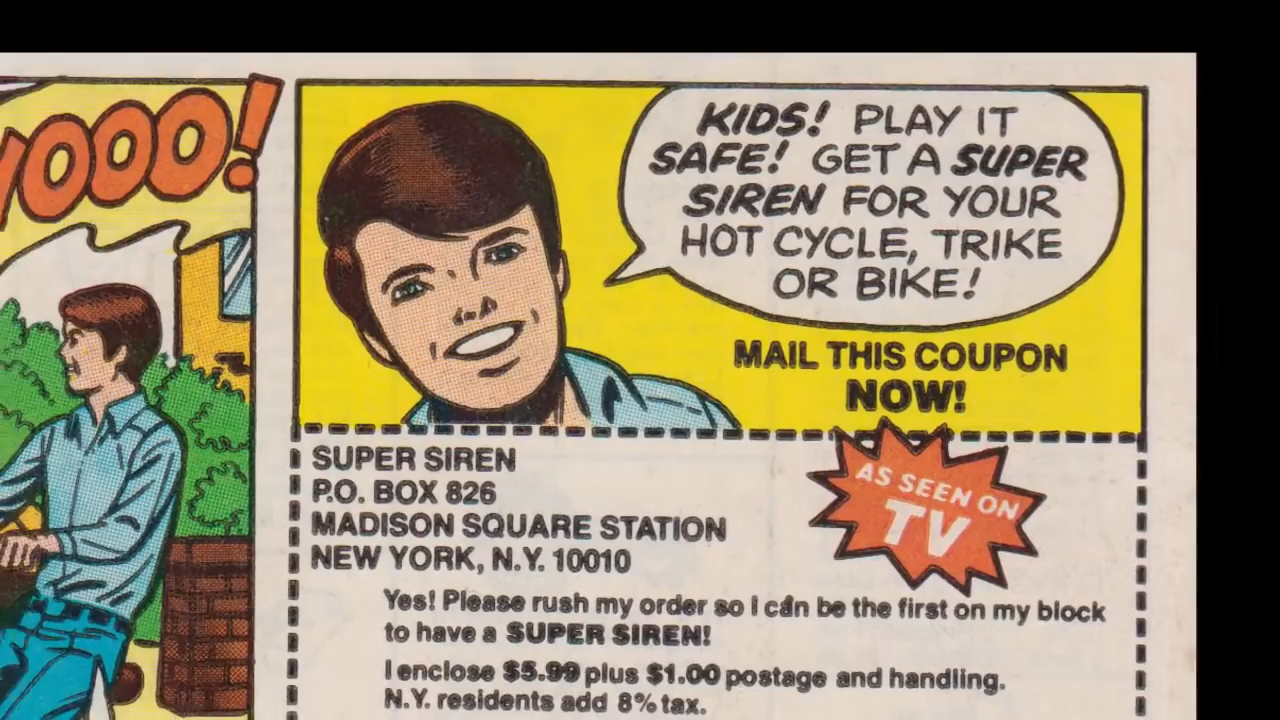 YOOO!
KIDS! PLAY IT
SAFE! GET A SUPER
SIREN FOR YOUR
HOT CYCLE, TRIKE
OR BIKE!
MAIL THIS COUPON
NOW!
SUPER SIREN
P.O. BOX 826
MADISON SQUARE STATION
NEW YORK, N.Y. 10010
AS SEEN ON
TV
Yes! Please rush my order so I can be the first on my block
to have a SUPER SIREN!
I enclose $5.99 plus $1.00 postage and handling.
N.Y. residents add 8% tax.